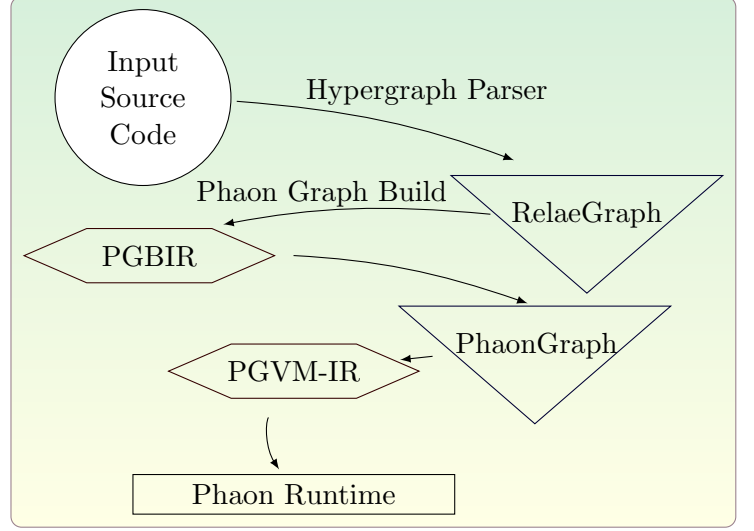 Input
Source
Code
Hypergraph Parser
RelaeGraph
Phaon Graph Build
PGBIR
PhaonGraph
PGVM-IR
Phaon Runtime